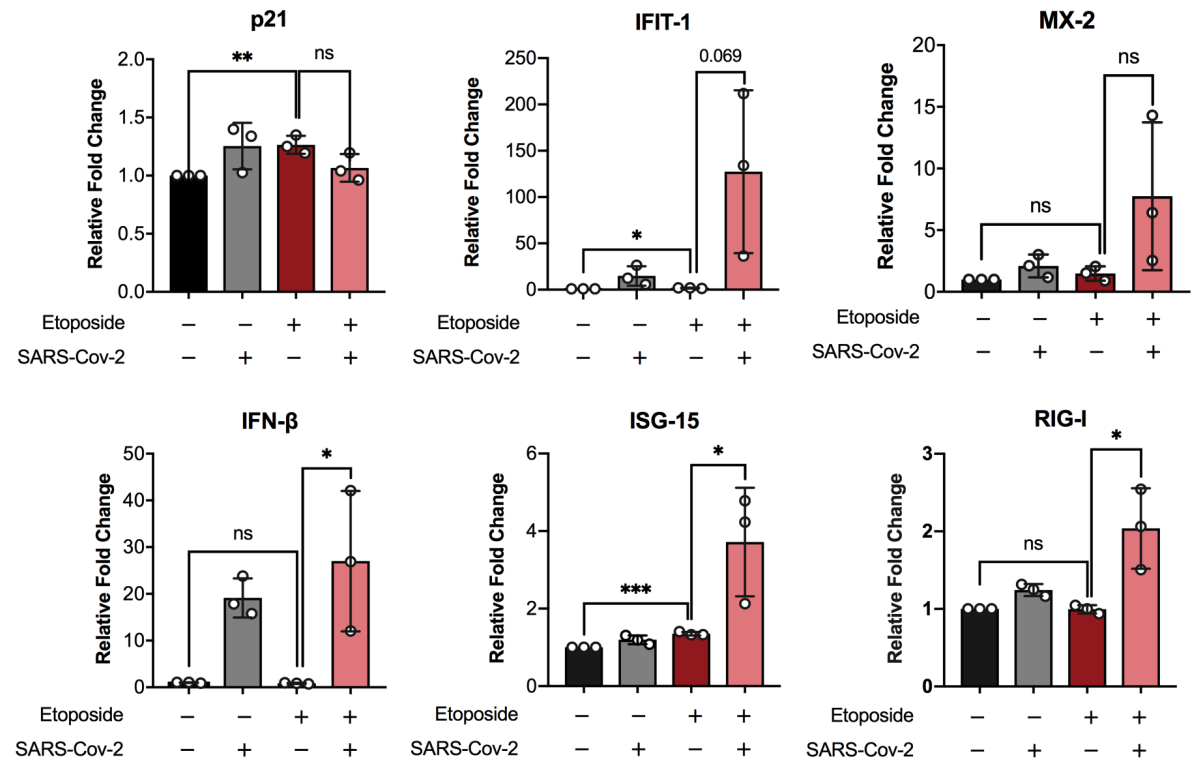 p21
IFIT-1
MX-2
Relative Fold Change
2.0
1.5
1.0
0.5
0.0
**
ns
Etoposide − − + +
SARS-Cov-2 − + − +
Relative Fold Change
250
200
150
100
50
0
*
0.069
− − + +
− + − +
Relative Fold Change
20
15
10
5
0
ns
ns
Etoposide − − + +
SARS-Cov-2 − + − +
IFN-β
ISG-15
RIG-I
Relative Fold Change
50
40
30
20
10
0
ns
*
Etoposide − − + +
SARS-Cov-2 − + − +
Relative Fold Change
6
4
2
0
***
*
Etoposide − − + +
SARS-Cov-2 − + − +
Relative Fold Change
3
2
1
0
ns
*
Etoposide − − + +
SARS-Cov-2 − + − +